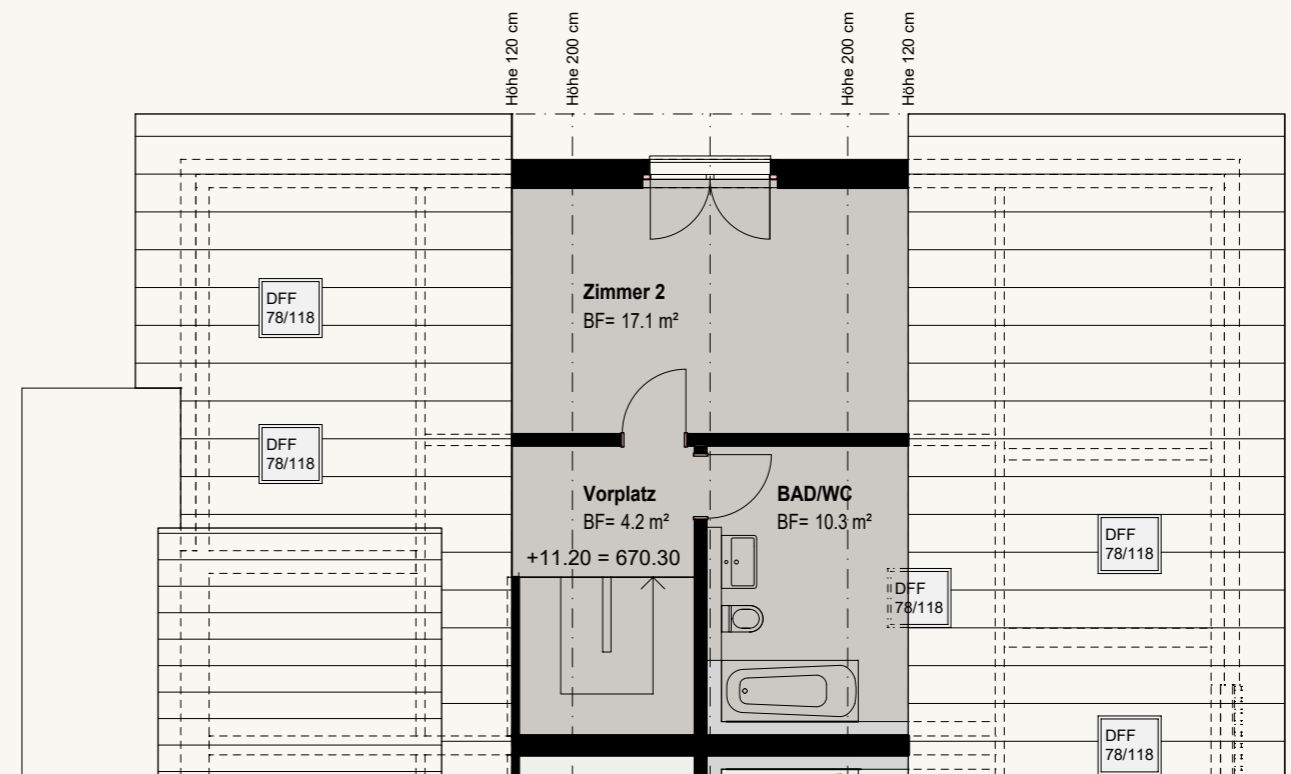 Höhe 120 cm
Höhe 200 cm
Höhe 200 cm
Höhe 120 cm
DFF
78/118
Zimmer 2
BF= 17.1 m²
DFF
78/118
Vorplatz
BF= 4.2 m²
BAD/WC
BF= 10.3 m²
+11.20 = 670.30
DFF
78/118
DFF
78/118
DFF
78/118